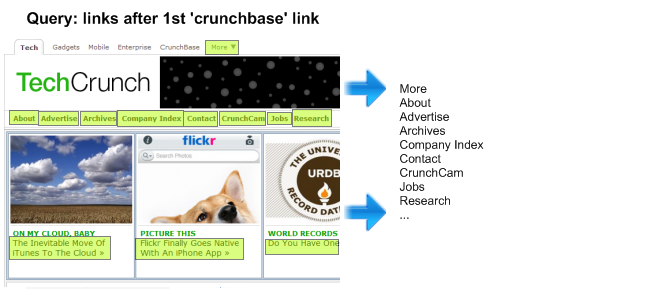 Query: links after 1st 'crunchbase' link
Tech Gadgets Mobile Enterprise CrunchBase More ▼
TechCrunch
About Advertise Archives Company Index Contact CrunchCam Jobs Research
flickr
Search Photos
THE UNIVE
URDB
RECORD DATA
ON MY CLOUD, BABY
The Inevitable Move Of
iTunes To The Cloud »
PICTURE THIS
Flickr Finally Goes Native
With An iPhone App »
WORLD RECORDS
Do You Have One
More
About
Advertise
Archives
Company Index
Contact
CrunchCam
Jobs
Research
...